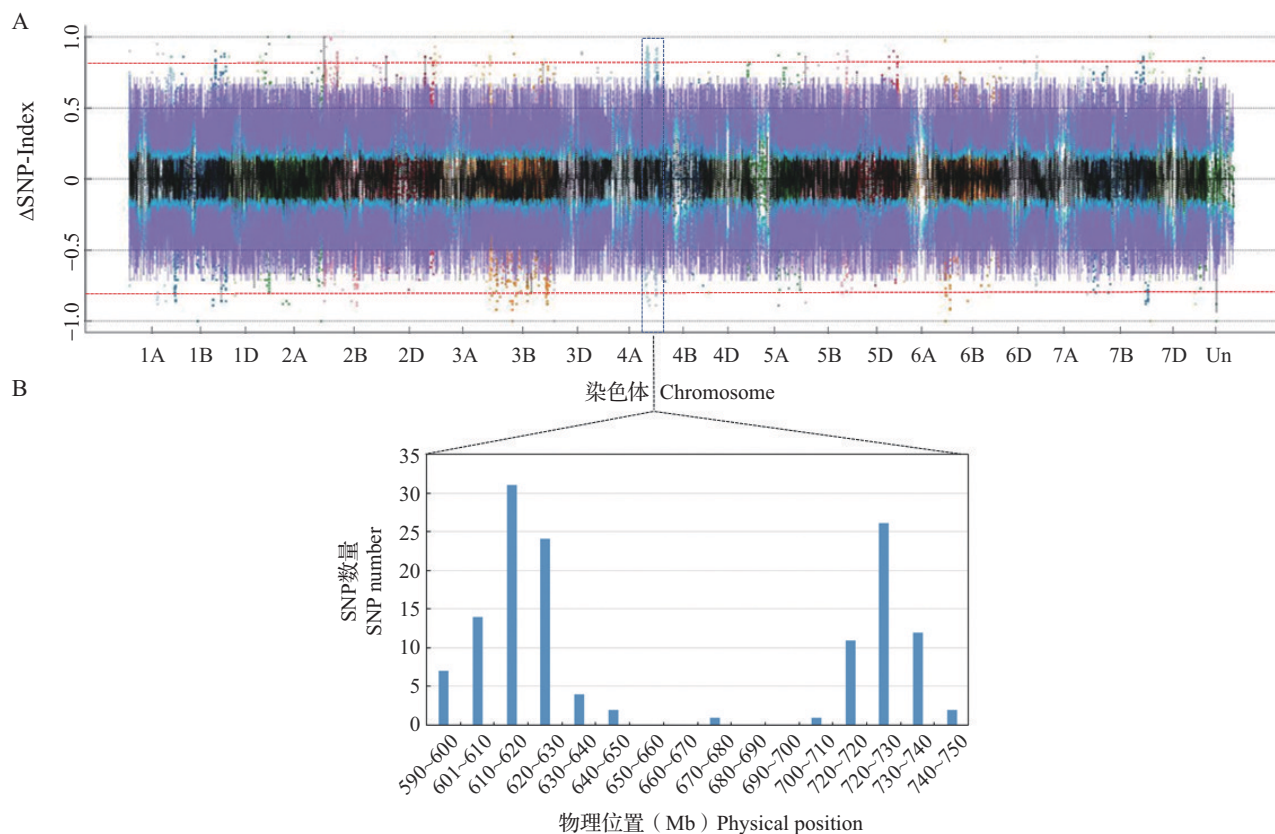 A
1.0
0.5
0
−0.5
−1.0
ΔSNP-Index
1A 1B 1D 2A 2B 2D 3A 3B 3D 4A 4B 4D 5A 5B 5D 6A 6B 6D 7A 7B 7D Un
染色体 Chromosome
B
35
30
25
20
15
10
5
0
SNP数量
SNP number
590~600 601~610 610~620 620~630 630~640 640~650 650~660 660~670 670~680 680~690 690~700 700~710 720~720 720~730 730~740 740~750
物理位置（Mb）Physical position